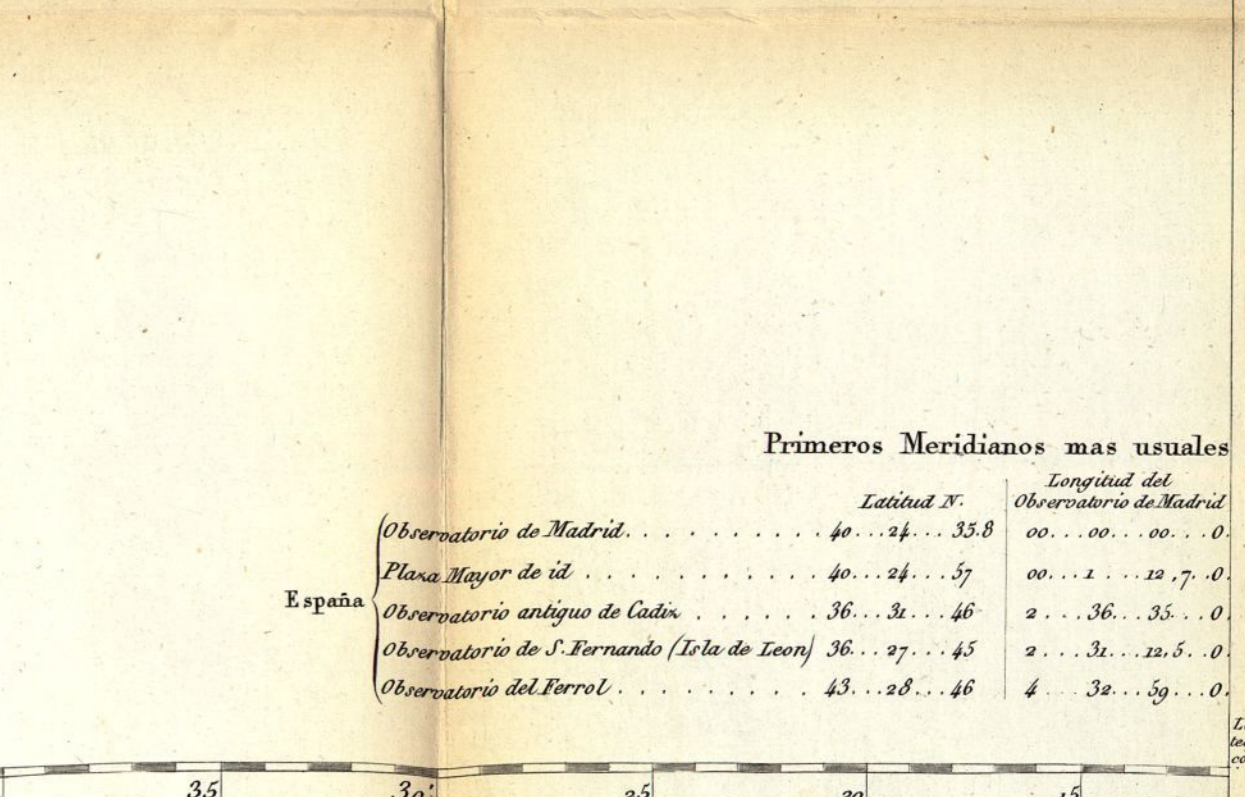 Primeros Meridianos mas usuales
Latitud N. Longitud del
Observatorio de Madrid
Observatorio de Madrid. . . . . . . . . . 40...24... 35.8 00...00...00...0.
Plaza Mayor de id . . . . . . . . . . . 40...24...57 00...1 ...12,7..0.
España
Observatorio antiguo de Cadiz . . . . . . 36...31...46 2...36...35...0.
Observatorio de S. Fernando (Isla de Leon) 36...27...45 2...31...12,5..0.
Observatorio del Ferrol . . . . . . . . . 43...28...46 4...32...59...0.
35 30' 25 20 15